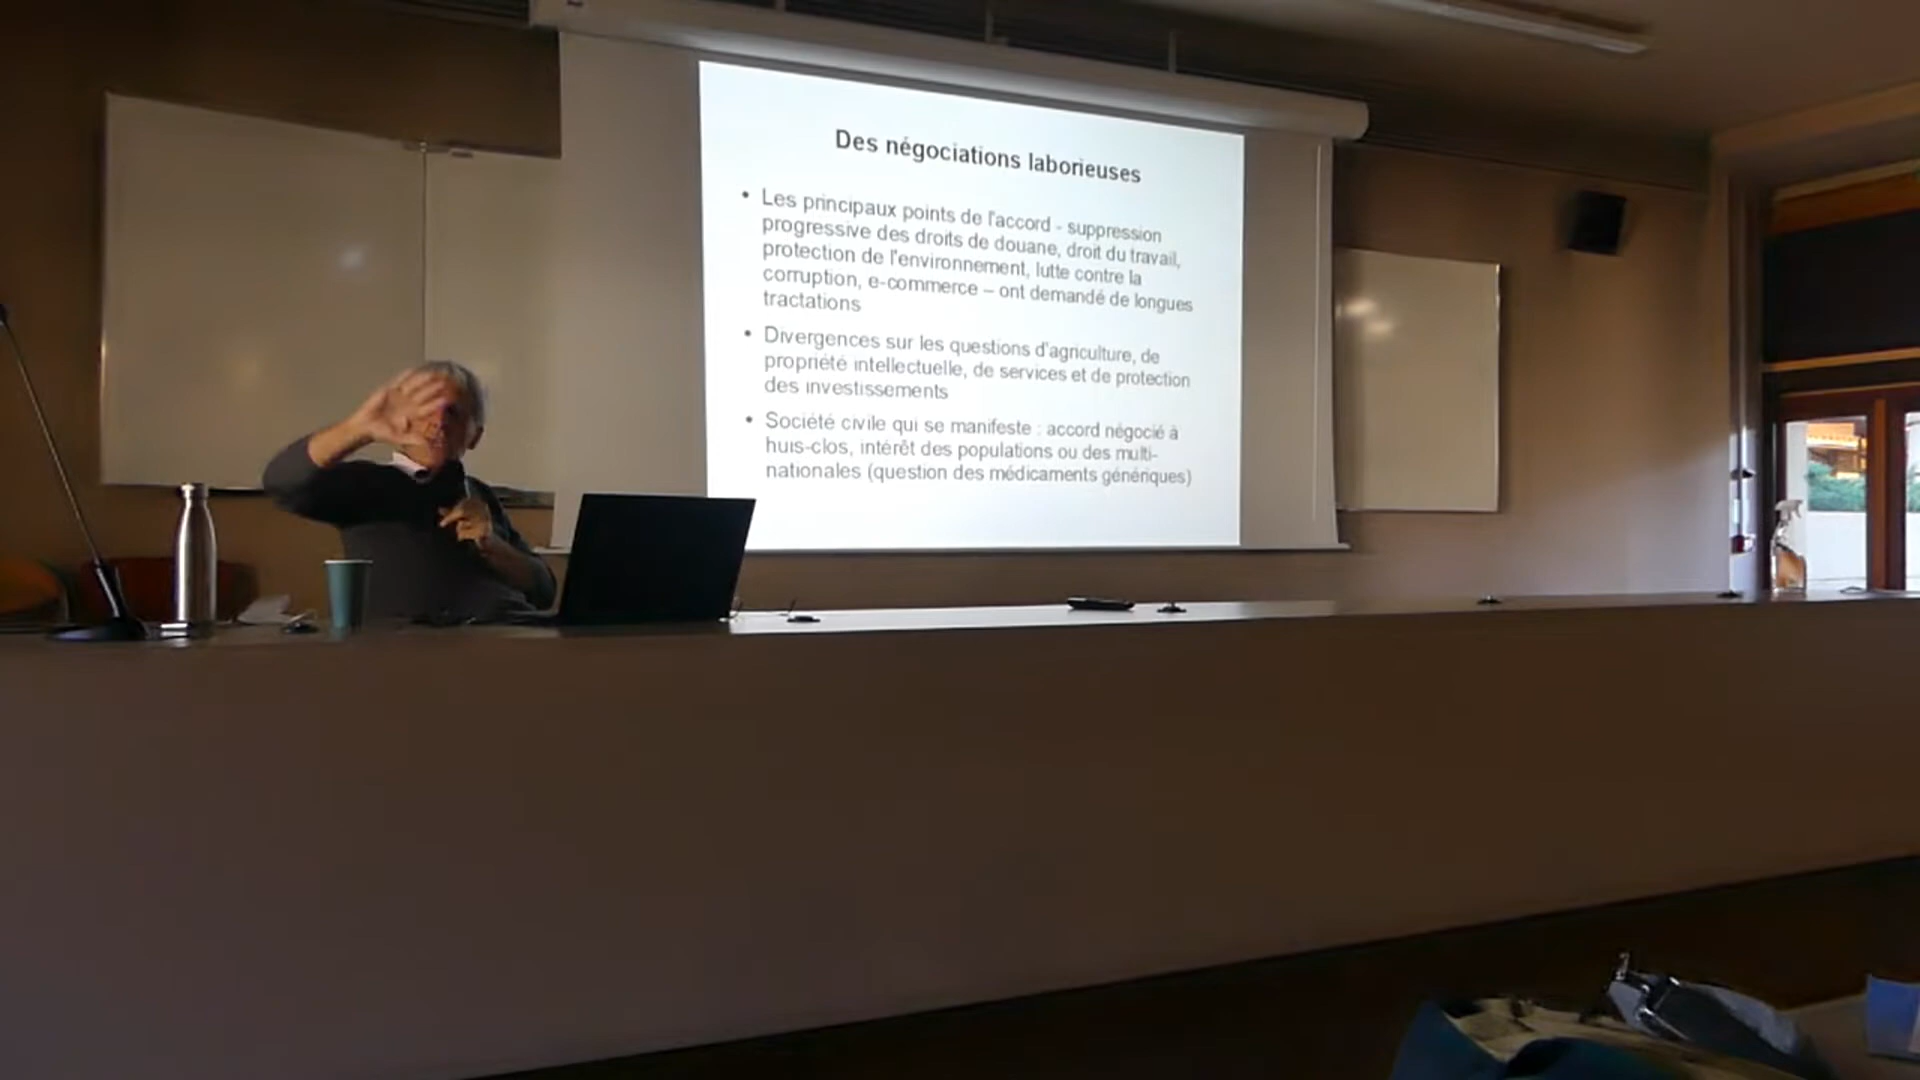 Des négociations laborieuses
• Les principaux points de l'accord - suppression
progressive des droits de douane, droit du travail,
protection de l'environnement, lutte contre la
corruption, e-commerce – ont demandé de longues
tractations
• Divergences sur les questions d'agriculture, de
propriété intellectuelle, de services et de protection
des investissements
• Société civile qui se manifeste : accord négocié à
huis-clos, intérêt des populations ou des multi-
nationales (question des médicaments génériques)